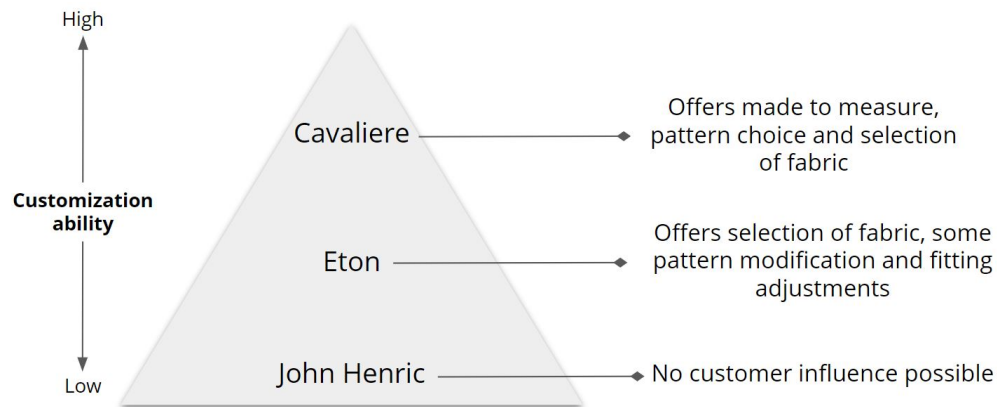 High
Cavaliere
Offers made to measure,
pattern choice and selection
of fabric
Customization
ability
Eton
Offers selection of fabric, some
pattern modification and fitting
adjustments
John Henric
No customer influence possible
Low